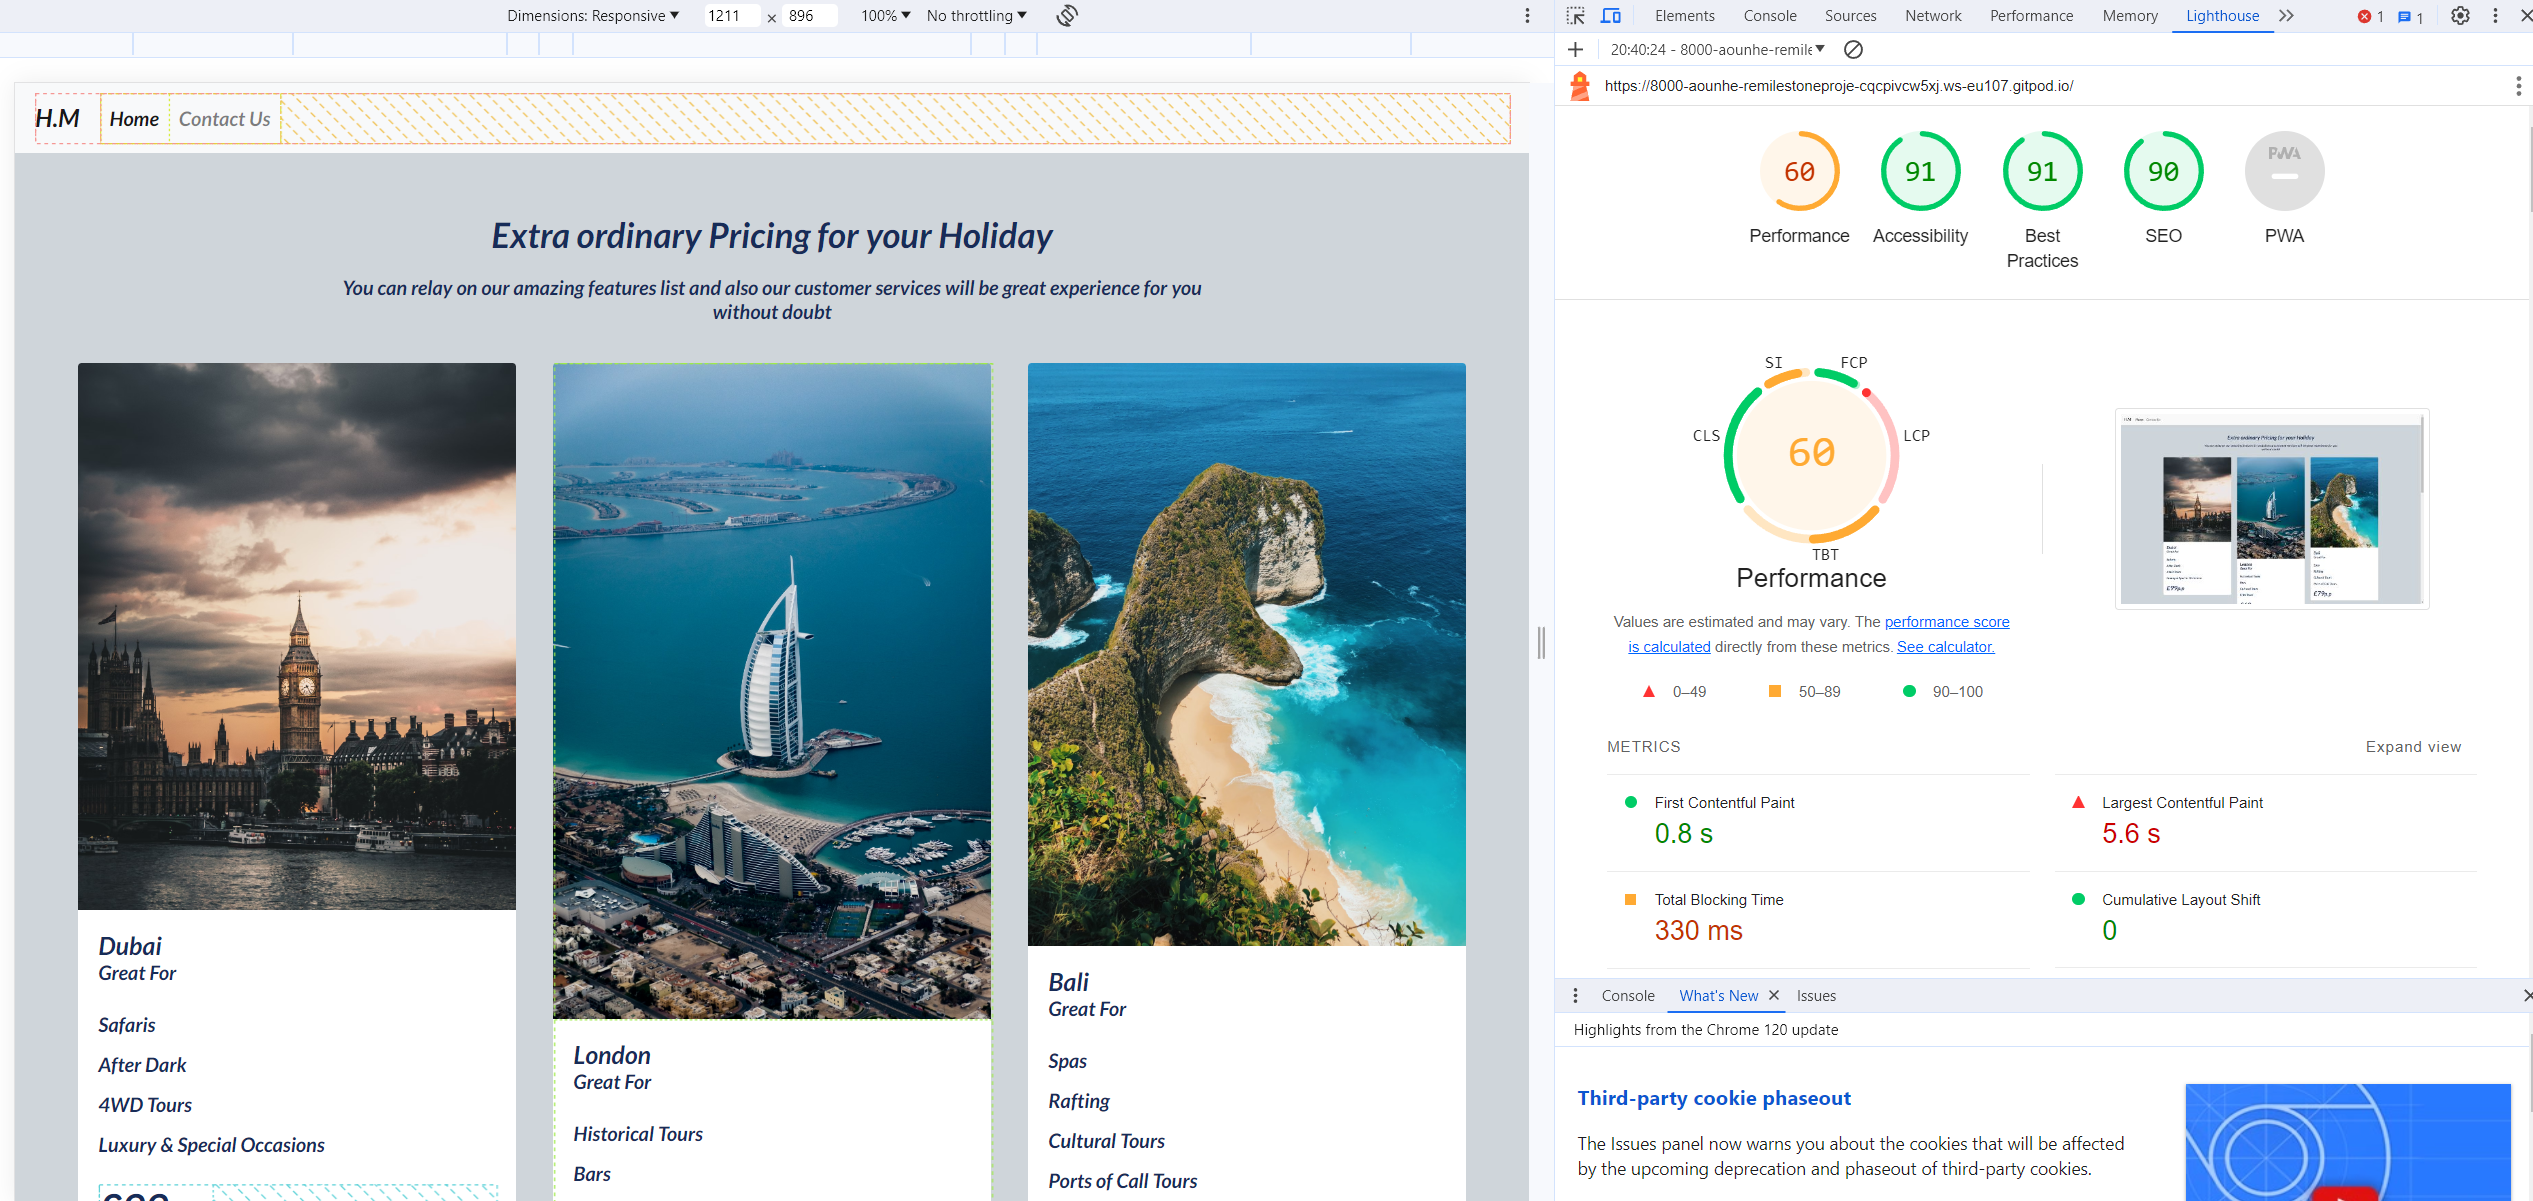 Dimensions: Responsive
1211 × 896
100%
No throttling
H.M
Home
Contact Us
Extra ordinary Pricing for your Holiday
You can relay on our amazing features list and also our customer services will be great experience for you
without doubt
Dubai
Great For
Safaris
After Dark
4WD Tours
Luxury & Special Occasions
London
Great For
Historical Tours
Bars
Bali
Great For
Spas
Rafting
Cultural Tours
Ports of Call Tours
Elements Console Sources Network Performance Memory Lighthouse
1 1
20:40:24 - 8000-aounhe-remile
https://8000-aounhe-remilestoneproje-cqcpivcw5xj.ws-eu107.gitpod.io/
60
Performance
91
Accessibility
91
Best
Practices
90
SEO
PWA
PWA
SI
FCP
CLS
LCP
60
TBT
Performance
Values are estimated and may vary. The performance score
is calculated directly from these metrics. See calculator.
0–49
50–89
90–100
METRICS
Expand view
First Contentful Paint
0.8 s
Largest Contentful Paint
5.6 s
Total Blocking Time
330 ms
Cumulative Layout Shift
0
Console What's New Issues
Highlights from the Chrome 120 update
Third-party cookie phaseout
The Issues panel now warns you about the cookies that will be affected
by the upcoming deprecation and phaseout of third-party cookies.